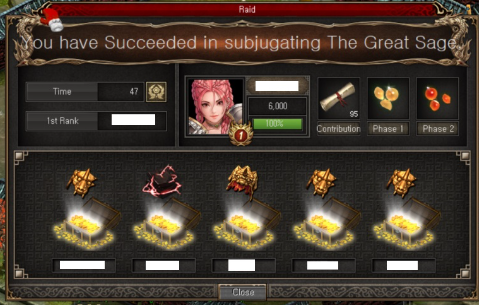 Raid
You have Succeeded in subjugating The Great Sage.
Time 47
1st Rank
6,000
100%
1
95
Contribution Phase 1 Phase 2
Close